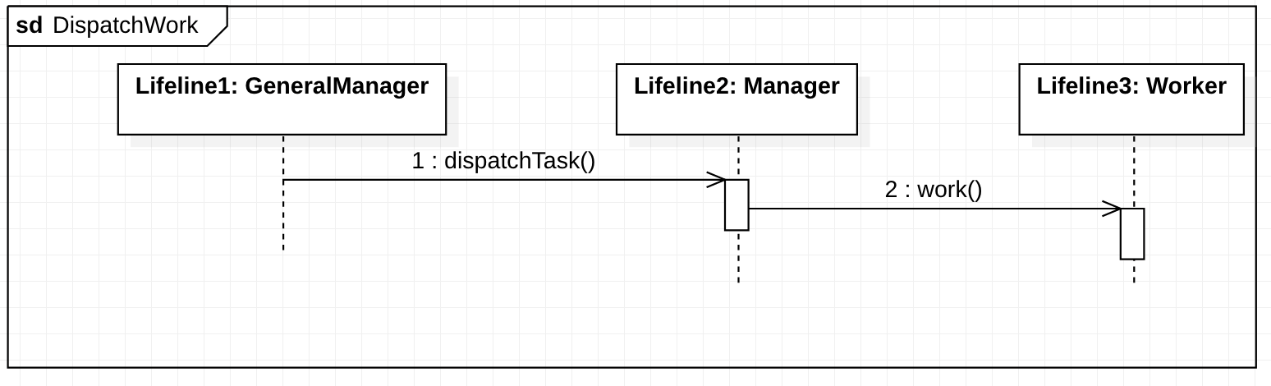 sd DispatchWork
Lifeline1: GeneralManager
Lifeline2: Manager
Lifeline3: Worker
1 : dispatchTask()
2 : work()